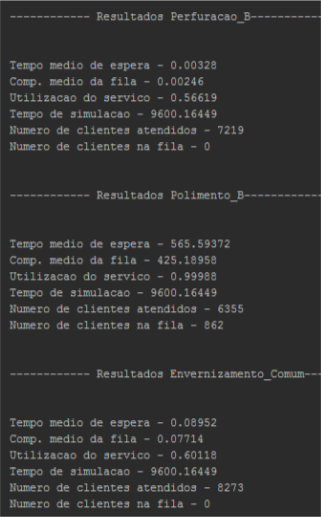 ------------ Resultados Perfuracao_B-----------
Tempo medio de espera - 0.00328
Comp. medio da fila - 0.00246
Utilizacao do servico - 0.56619
Tempo de simulacao - 9600.16449
Numero de clientes atendidos - 7219
Numero de clientes na fila - 0
------------ Resultados Polimento_B------------
Tempo medio de espera - 565.59372
Comp. medio da fila - 425.18958
Utilizacao do servico - 0.99988
Tempo de simulacao - 9600.16449
Numero de clientes atendidos - 6355
Numero de clientes na fila - 862
------------ Resultados Envernizamento_Comum---
Tempo medio de espera - 0.08952
Comp. medio da fila - 0.07714
Utilizacao do servico - 0.60118
Tempo de simulacao - 9600.16449
Numero de clientes atendidos - 8273
Numero de clientes na fila - 0